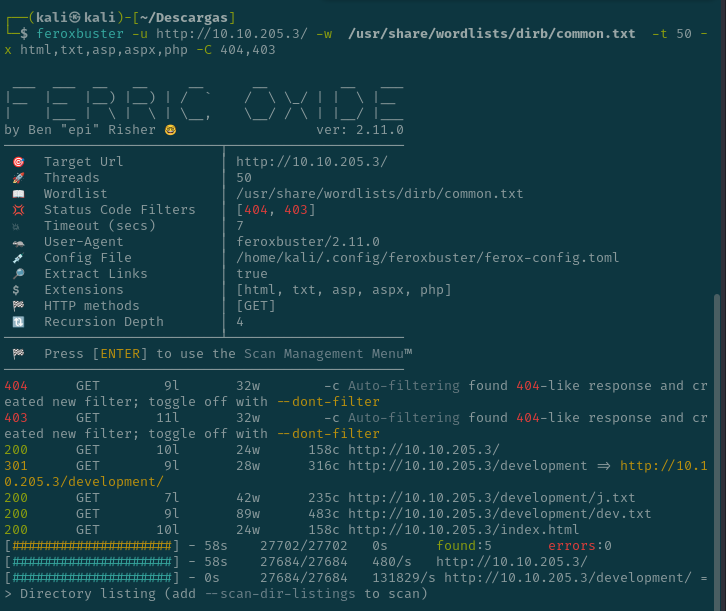 ┌──(kali㉿kali)-[~/Descargas]
└─$ feroxbuster -u http://10.10.205.3/ -w  /usr/share/wordlists/dirb/common.txt  -t 50 -
x html,txt,asp,aspx,php -C 404,403
FERRIC OXIDE
by Ben "epi" Risher 🤓                 ver: 2.11.0
🎯 Target Url │ http://10.10.205.3/
🚀 Threads │ 50
📖 Wordlist │ /usr/share/wordlists/dirb/common.txt
💢 Status Code Filters │ [404, 403]
💥 Timeout (secs) │ 7
🦡 User-Agent │ feroxbuster/2.11.0
💉 Config File │ /home/kali/.config/feroxbuster/ferox-config.toml
🔎 Extract Links │ true
💲 Extensions │ [html, txt, asp, aspx, php]
🏁 HTTP methods │ [GET]
🔃 Recursion Depth │ 4
🏁 Press [ENTER] to use the Scan Management Menu™
404      GET        9l       32w        -c Auto-filtering found 404-like response and cr
eated new filter; toggle off with --dont-filter
403      GET       11l       32w        -c Auto-filtering found 404-like response and cr
eated new filter; toggle off with --dont-filter
200      GET       10l       24w      158c http://10.10.205.3/
301      GET        9l       28w      316c http://10.10.205.3/development => http://10.1
0.205.3/development/
200      GET        7l       42w      235c http://10.10.205.3/development/j.txt
200      GET        9l       89w      483c http://10.10.205.3/development/dev.txt
200      GET       10l       24w      158c http://10.10.205.3/index.html
[####################] - 58s    27702/27702   0s      found:5       errors:0
[####################] - 58s    27684/27684   480/s   http://10.10.205.3/
[####################] - 0s     27684/27684   131829/s http://10.10.205.3/development/ =
> Directory listing (add --scan-dir-listings to scan)